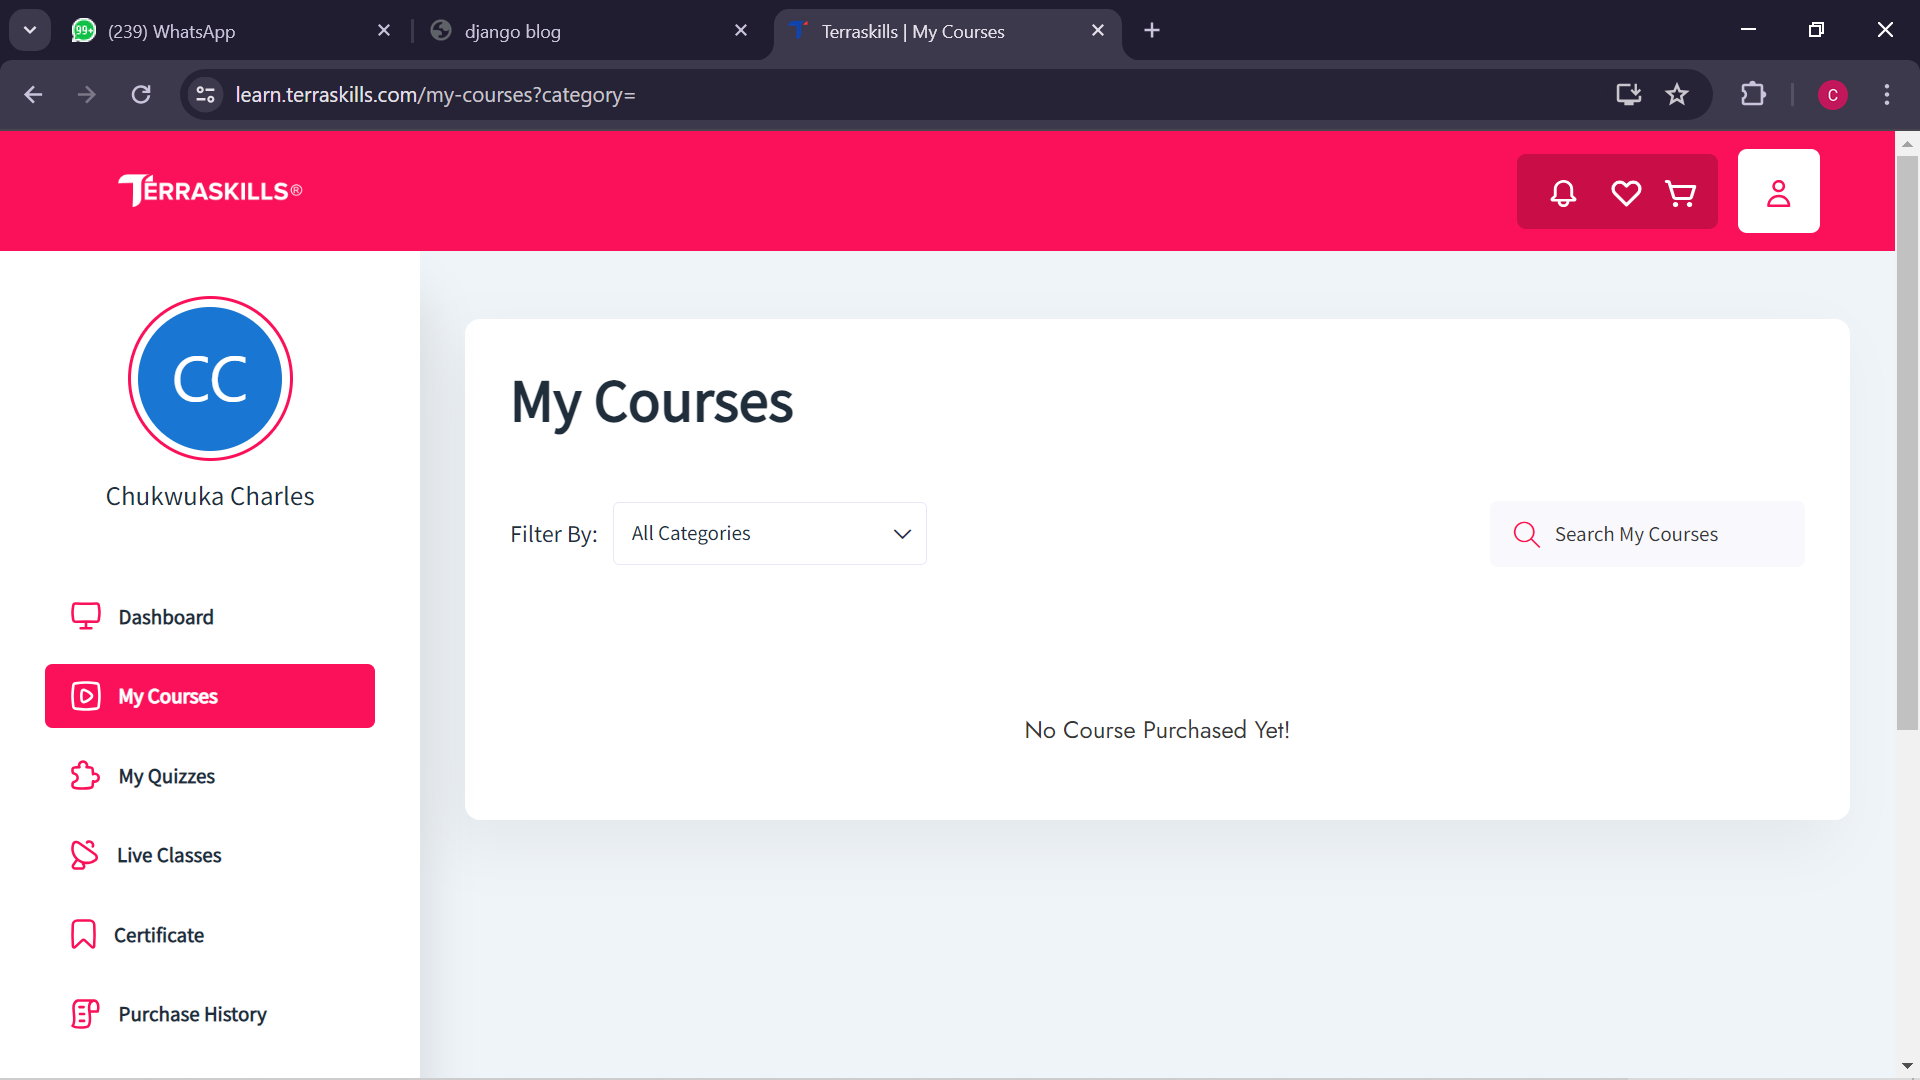 (239) WhatsApp
django blog
Terraskills | My Courses
learn.terraskills.com/my-courses?category=
C
TERRASKILLS®
CC
Chukwuka Charles
Dashboard
My Courses
My Quizzes
Live Classes
Certificate
Purchase History
My Courses
Filter By:
All Categories
Search My Courses
No Course Purchased Yet!
99+